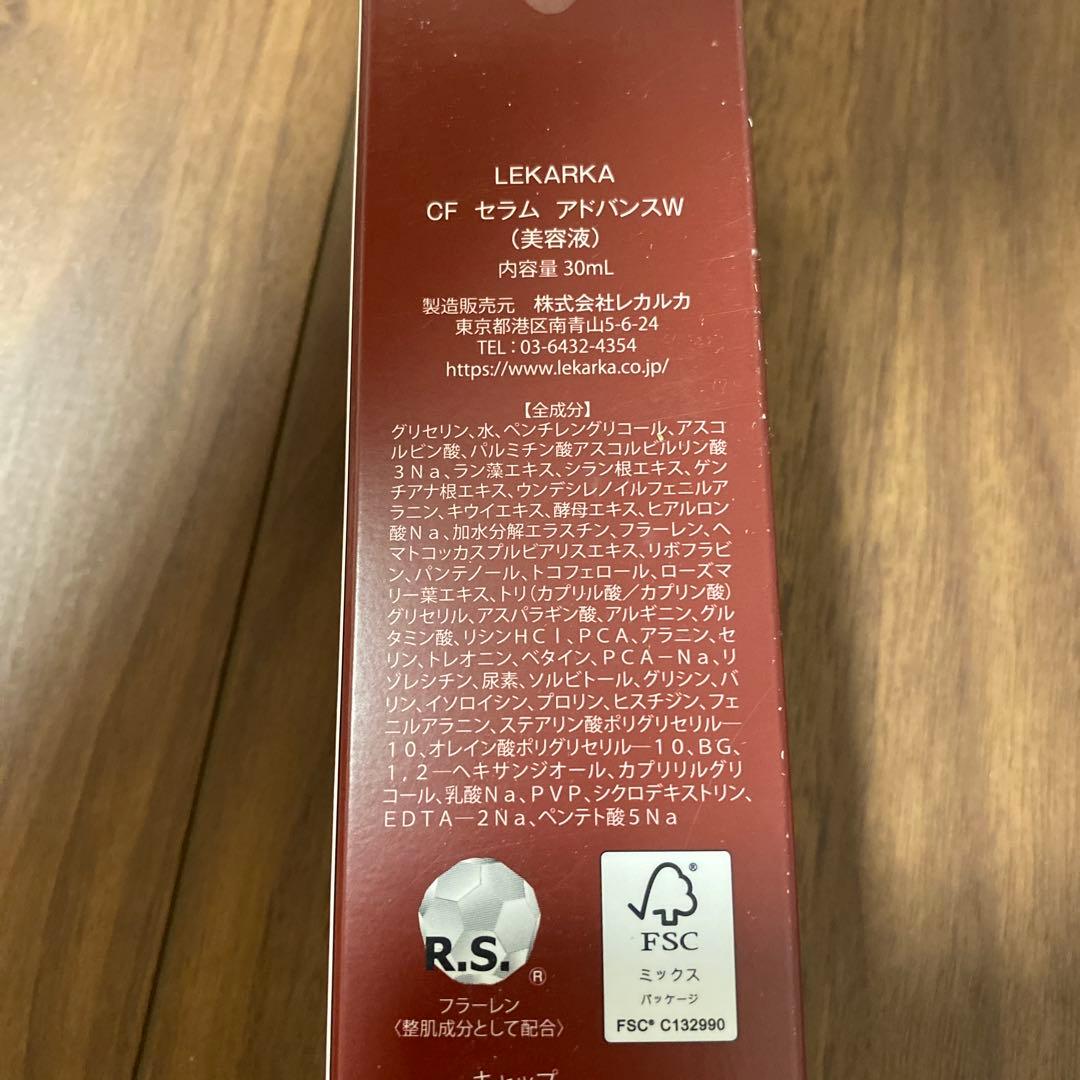 LEKARKA
CF セラム アドバンスW
（美容液）
内容量 30mL
製造販売元 株式会社レカルカ
東京都港区南青山5-6-24
TEL：03-6432-4354
https://www.lekarka.co.jp/
【全成分】
グリセリン、水、ペンチレングリコール、アスコ
ルビン酸、パルミチン酸アスコルビルリン酸
３Ｎａ、ラン藻エキス、シラン根エキス、ゲン
チアナ根エキス、ウンデシレノイルフェニルア
ラニン、キウイエキス、酵母エキス、ヒアルロン
酸Ｎａ、加水分解エラスチン、フラーレン、ヘ
マトコッカスプルビアリスエキス、リボフラビ
ン、パンテノール、トコフェロール、ローズマ
リー葉エキス、トリ（カプリル酸／カプリン酸）
グリセリル、アスパラギン酸、アルギニン、グル
タミン酸、リシンＨＣｌ、ＰＣＡ、アラニン、セ
リン、トレオニン、ベタイン、ＰＣＡ－Ｎａ、リ
ゾレシチン、尿素、ソルビトール、グリシン、バ
リン、イソロイシン、プロリン、ヒスチジン、フェ
ニルアラニン、ステアリン酸ポリグリセリル―
１０、オレイン酸ポリグリセリル―１０、ＢＧ、
１，２―ヘキサンジオール、カプリリルグリ
コール、乳酸Ｎａ、ＰＶＰ、シクロデキストリン、
ＥＤＴＡ―２Ｎａ、ペンテト酸５Ｎａ
R.S.®
フラーレン
〈整肌成分として配合〉
®
FSC
ミックス
パッケージ
FSC® C132990
キャップ